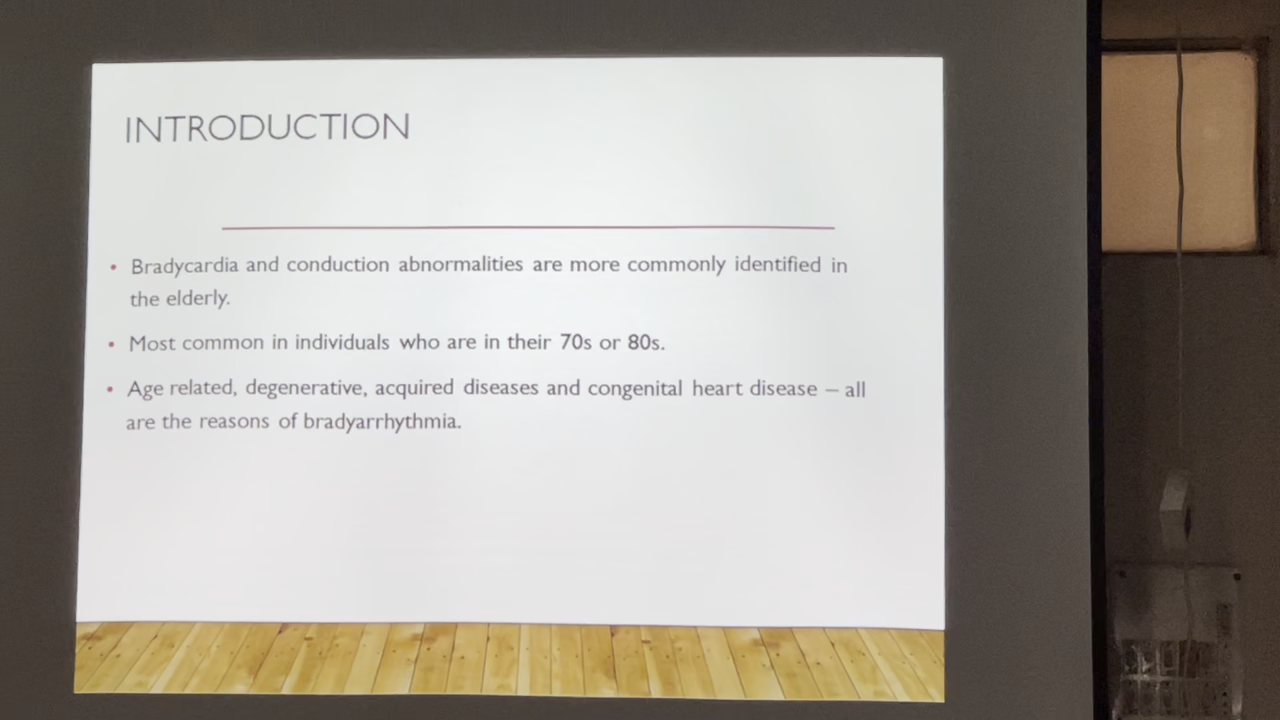 INTRODUCTION
• Bradycardia and conduction abnormalities are more commonly identified in
the elderly.
• Most common in individuals who are in their 70s or 80s.
• Age related, degenerative, acquired diseases and congenital heart disease – all
are the reasons of bradyarrhythmia.